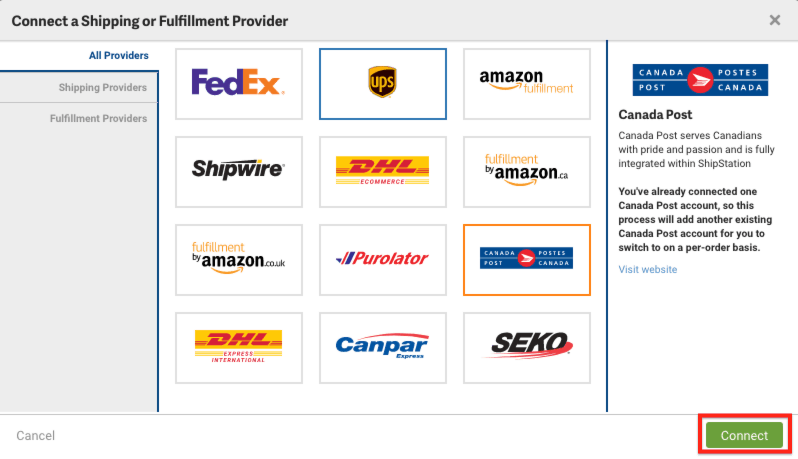 Connect a Shipping or Fulfillment Provider
×
All Providers
Shipping Providers
Fulfillment Providers
FedEx®
ups
amazon
fulfillment
Shipwire®
DHL
ECOMMERCE
fulfillment
by amazon.ca
fulfillment
by amazon.co.uk
Purolator
CANADA POSTES
POST CANADA
DHL
EXPRESS
INTERNATIONAL
Canpar
Express
SEKO®
CANADA POSTES
POST CANADA
Canada Post
Canada Post serves Canadians
with pride and passion and is fully
integrated within ShipStation
You've already connected one
Canada Post account, so this
process will add another existing
Canada Post account for you to
switch to on a per-order basis.
Visit website
Cancel
Connect